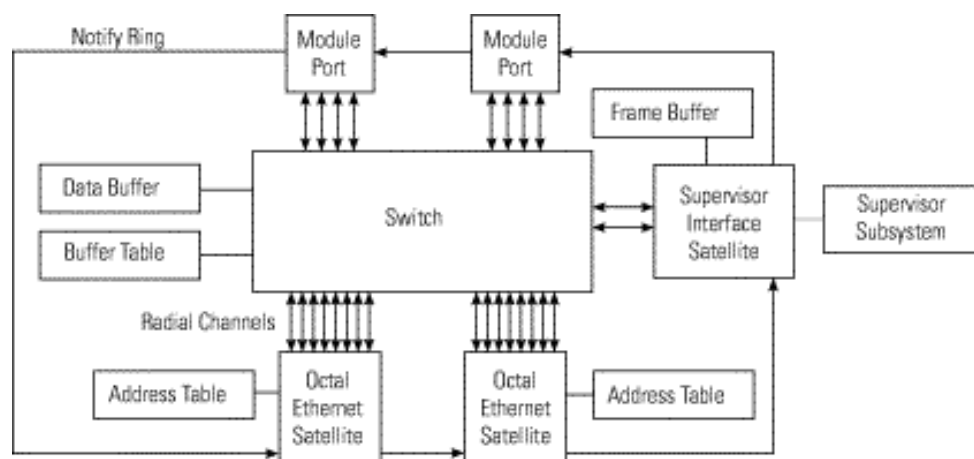 Notify Ring
Module
Port
Module
Port
Frame Buffer
Data Buffer
Switch
Supervisor
Interface
Satellite
Supervisor
Subsystem
Buffer Table
Radial Channels
Address Table
Octal
Ethernet
Satellite
Octal
Ethernet
Satellite
Address Table